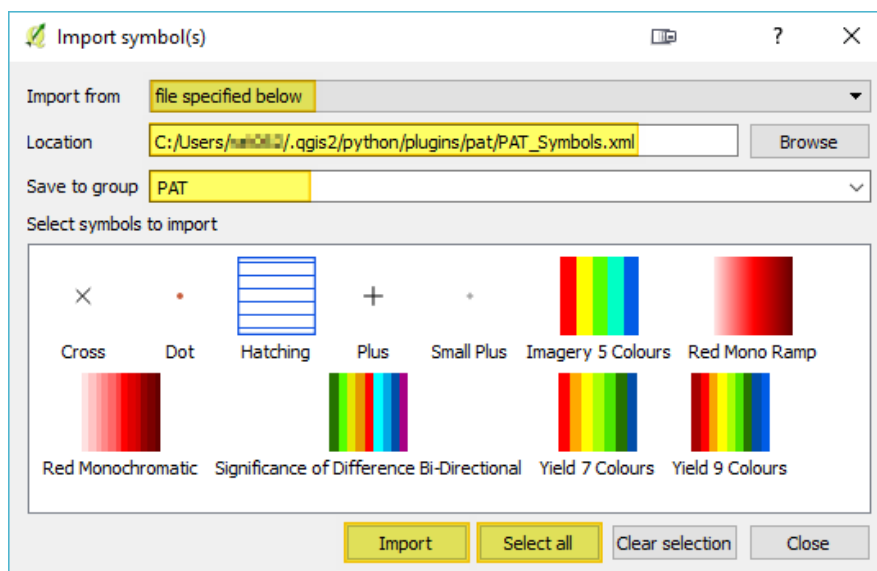 Import symbol(s)
?
Import from file specified below
Location C:/Users/ /.qgis2/python/plugins/pat/PAT_Symbols.xml Browse
Save to group PAT
Select symbols to import
Cross Dot Hatching Plus Small Plus Imagery 5 Colours Red Mono Ramp
Red Monochromatic Significance of Difference Bi-Directional Yield 7 Colours Yield 9 Colours
Import Select all Clear selection Close